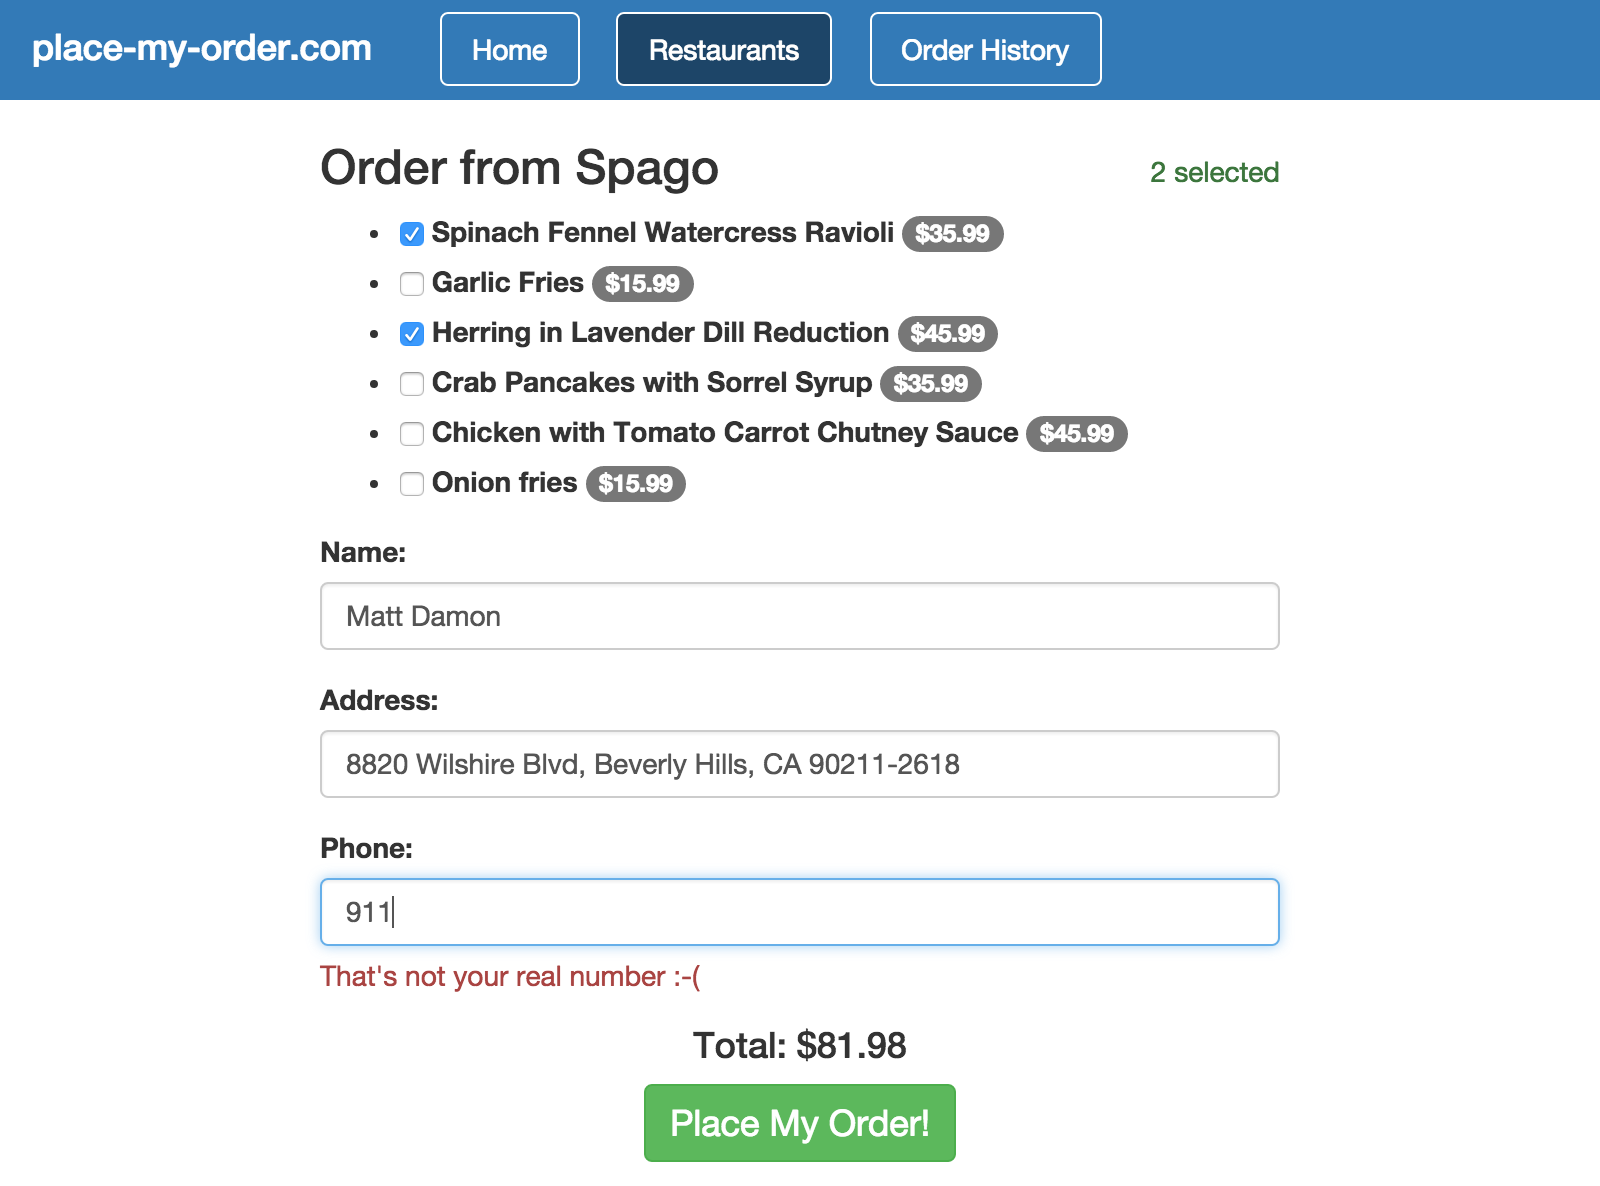 place-my-order.com Home Restaurants Order History
Order from Spago 2 selected
Spinach Fennel Watercress Ravioli $35.99
Garlic Fries $15.99
Herring in Lavender Dill Reduction $45.99
Crab Pancakes with Sorrel Syrup $35.99
Chicken with Tomato Carrot Chutney Sauce $45.99
Onion fries $15.99
Name:
Matt Damon
Address:
8820 Wilshire Blvd, Beverly Hills, CA 90211-2618
Phone:
911
That's not your real number :-(
Total: $81.98
Place My Order!